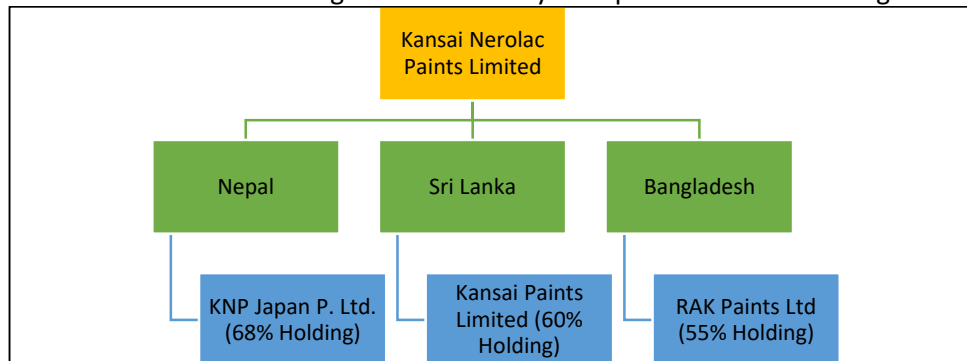 Kansai Nerolac
Paints Limited
Nepal
Sri Lanka
Bangladesh
KNP Japan P. Ltd.
(68% Holding)
Kansai Paints
Limited (60%
Holding)
RAK Paints Ltd
(55% Holding)